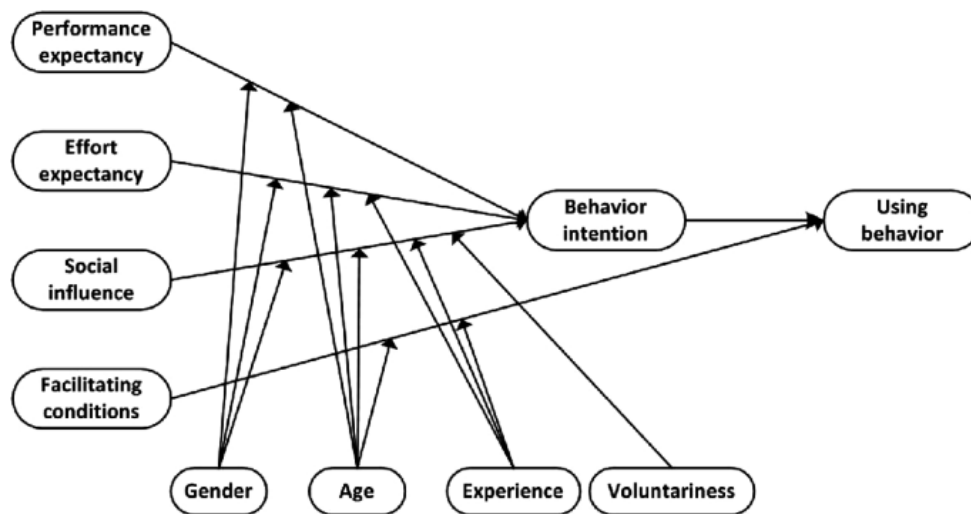 Performance
expectancy
Effort
expectancy
Behavior
intention
Using
behavior
Social
influence
Facilitating
conditions
Gender
Age
Experience
Voluntariness